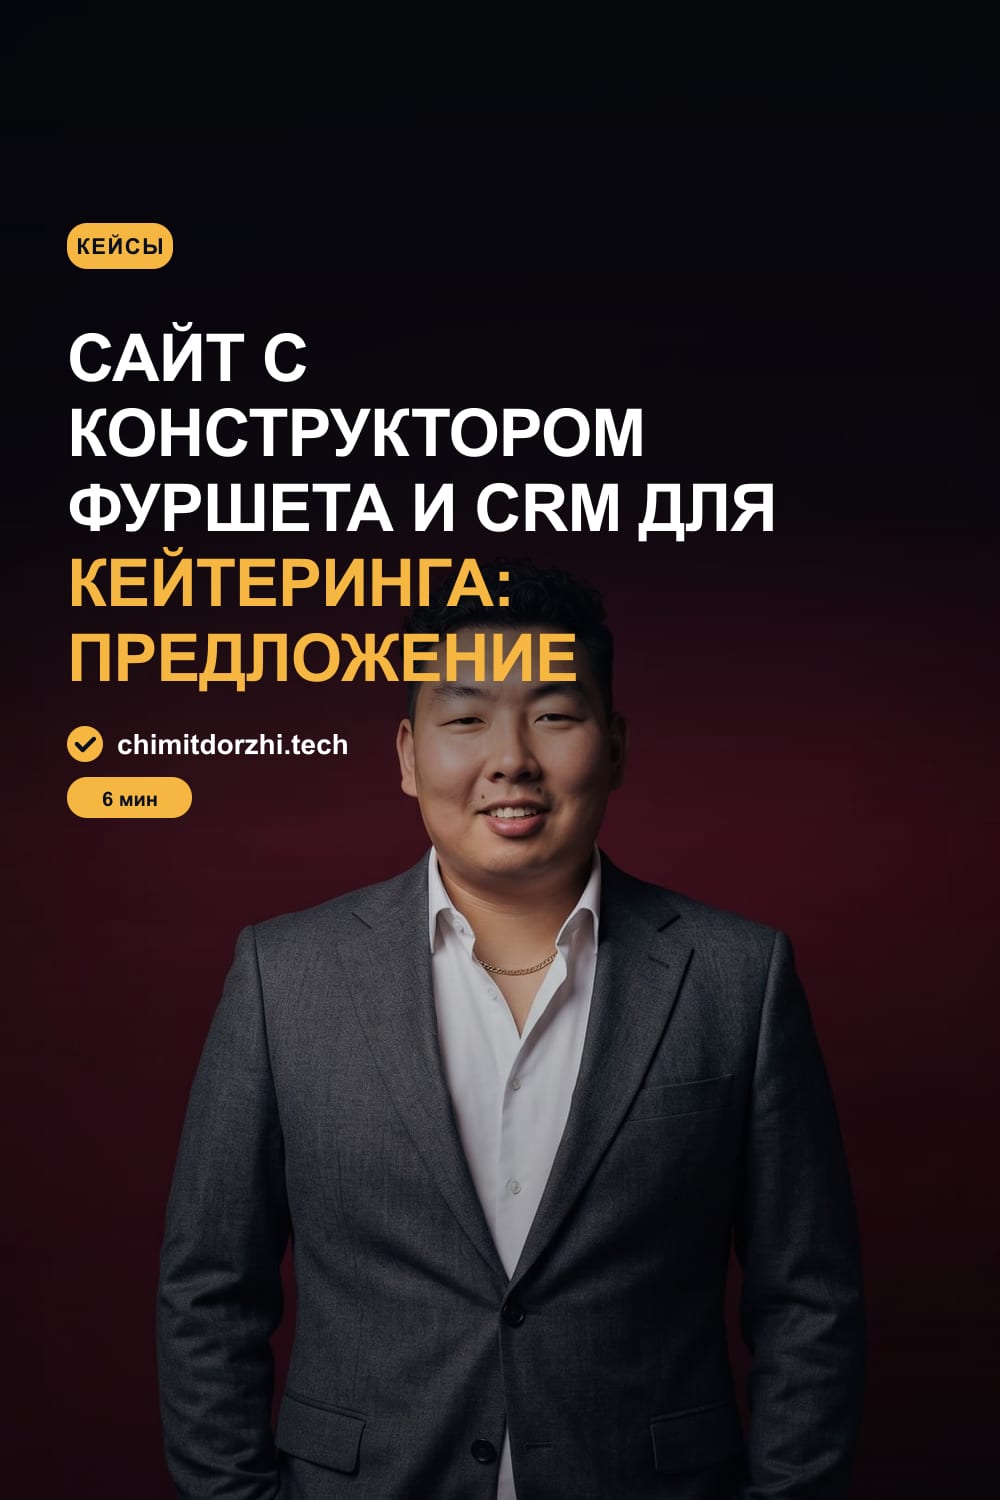 КЕЙСЫ
САЙТ С
КОНСТРУКТОРОМ
ФУРШЕТА И CRM ДЛЯ
КЕЙТЕРИНГА:
ПРЕДЛОЖЕНИЕ
chimitdorzhi.tech
6 мин